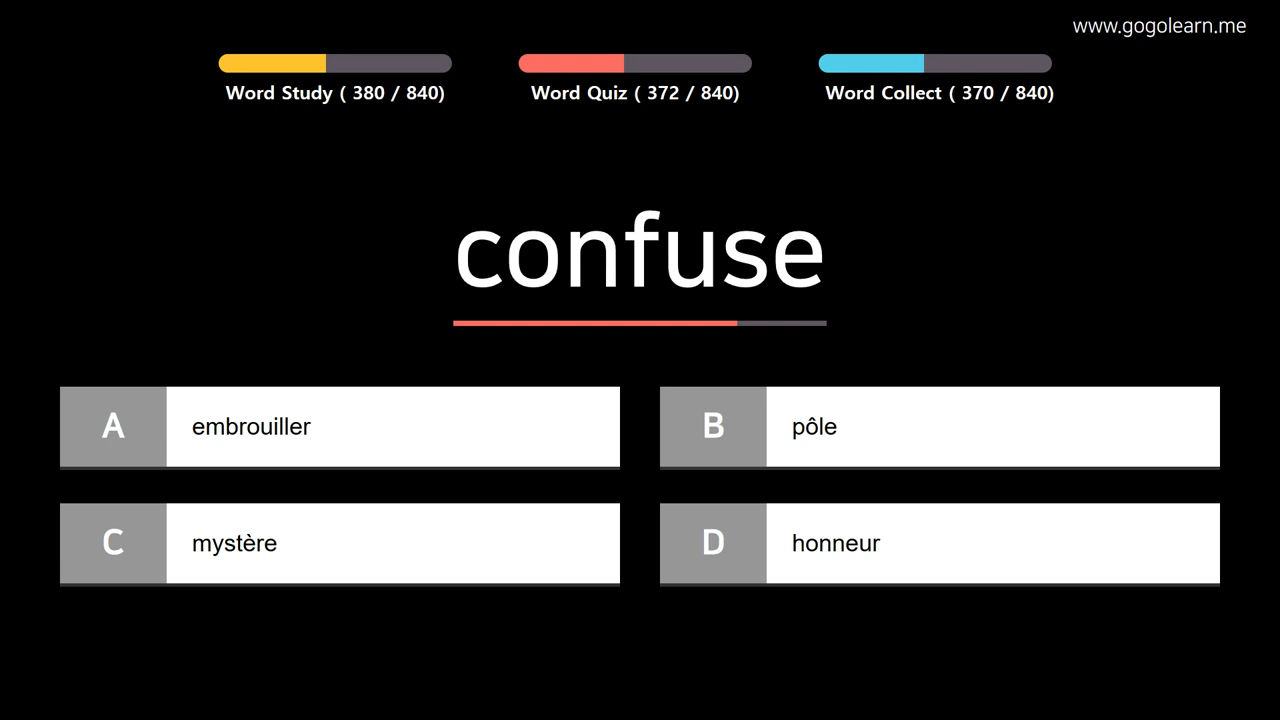 www.gogolearn.me
Word Study ( 380 / 840)
Word Quiz ( 372 / 840)
Word Collect ( 370 / 840)
confuse
A embrouiller
B pôle
C mystère
D honneur